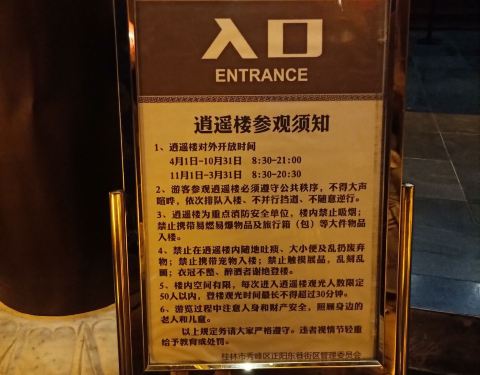 入口
ENTRANCE
逍遥楼参观须知
1、逍遥楼对外开放时间
4月1日-10月31日 8:30-21:00
11月1日-3月31日 8:30-20:30
2、游客参观逍遥楼必须遵守公共秩序，不得大声
喧哗，依次排队入楼、不并行挡道、不随意逆行。
3、逍遥楼为重点消防安全单位，楼内禁止吸烟；
禁止携带易燃易爆物品及旅行箱（包）等大件物品
入楼。
4、禁止在逍遥楼内随地吐痰、大小便及乱扔废弃
物；禁止携带宠物入楼；禁止触摸展品，乱刻乱
画；衣冠不整、醉酒者谢绝登楼。
5、楼内空间有限，每次进入逍遥楼观光人数限定
50人以内，登楼观光时间最长不得超过30分钟。
6、游览过程中注意人身和财产安全，照顾身边的
老人和儿童。
以上规定务请大家严格遵守。违者视情节轻重
给予教育或处罚。
桂林市秀峰区正阳东巷街区管理委员会